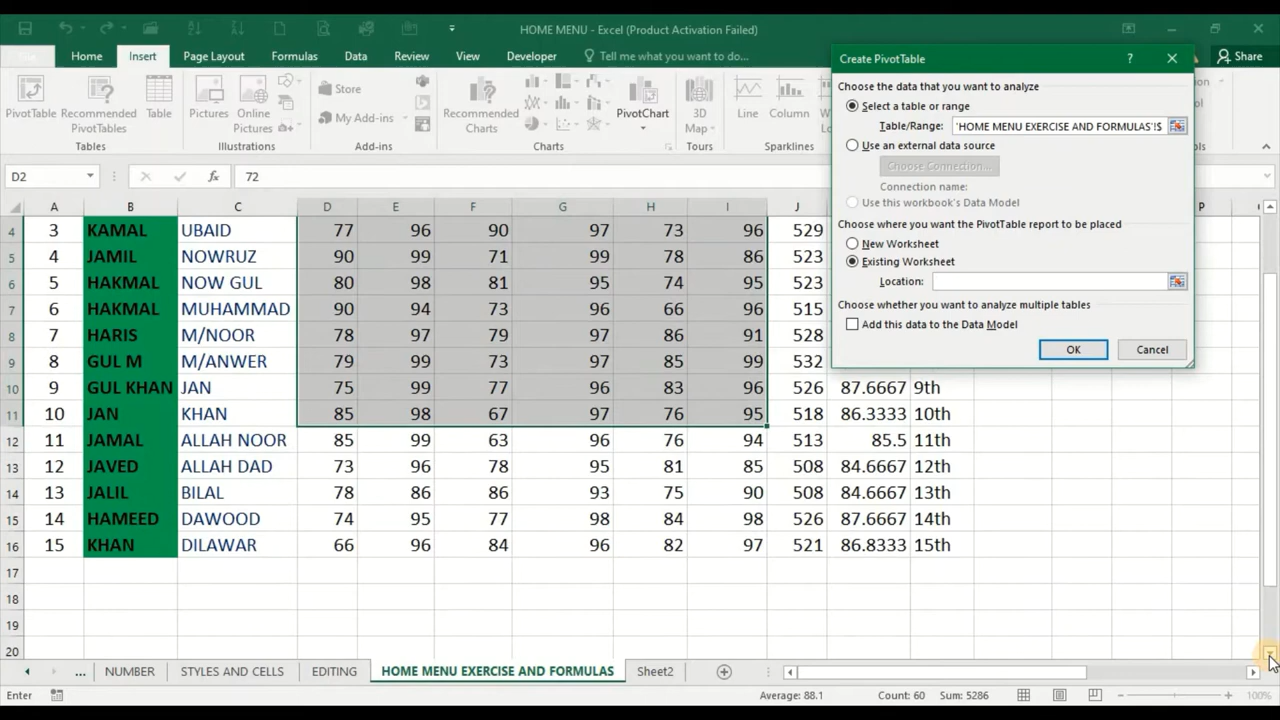 HOME MENU - Excel (Product Activation Failed)
Home Insert Page Layout Formulas Data Review View Developer Tell me what you want to do... Share
PivotTable Recommended PivotTables Table Pictures Online Pictures Store My Add-ins Recommended Charts PivotChart 3D Map Line Column
Tables Illustrations Add-ins Charts Tours Sparklines
Create PivotTable ?
Choose the data that you want to analyze
Select a table or range
Table/Range: 'HOME MENU EXERCISE AND FORMULAS'!$
Use an external data source
Choose Connection...
Connection name:
Use this workbook's Data Model
Choose where you want the PivotTable report to be placed
New Worksheet
Existing Worksheet
Location:
Choose whether you want to analyze multiple tables
Add this data to the Data Model
OK Cancel
D2 fx 72
A B C D E F G H I J P
4 3 KAMAL UBAID 77 96 90 97 73 96 529
5 4 JAMIL NOWRUZ 90 99 71 99 78 86 523
6 5 HAKMAL NOW GUL 80 98 81 95 74 95 523
7 6 HAKMAL MUHAMMAD 90 94 73 96 66 96 515
8 7 HARIS M/NOOR 78 97 79 97 86 91 528
9 8 GUL M M/ANWER 79 99 73 97 85 99 532
10 9 GUL KHAN JAN 75 99 77 96 83 96 526 87.6667 9th
11 10 JAN KHAN 85 98 67 97 76 95 518 86.3333 10th
12 11 JAMAL ALLAH NOOR 85 99 63 96 76 94 513 85.5 11th
13 12 JAVED ALLAH DAD 73 96 78 95 81 85 508 84.6667 12th
14 13 JALIL BILAL 78 86 86 93 75 90 508 84.6667 13th
15 14 HAMEED DAWOOD 74 95 77 98 84 98 526 87.6667 14th
16 15 KHAN DILAWAR 66 96 84 96 82 97 521 86.8333 15th
17
18
19
20
... NUMBER STYLES AND CELLS EDITING HOME MENU EXERCISE AND FORMULAS Sheet2
Enter Average: 88.1 Count: 60 Sum: 5286 100%